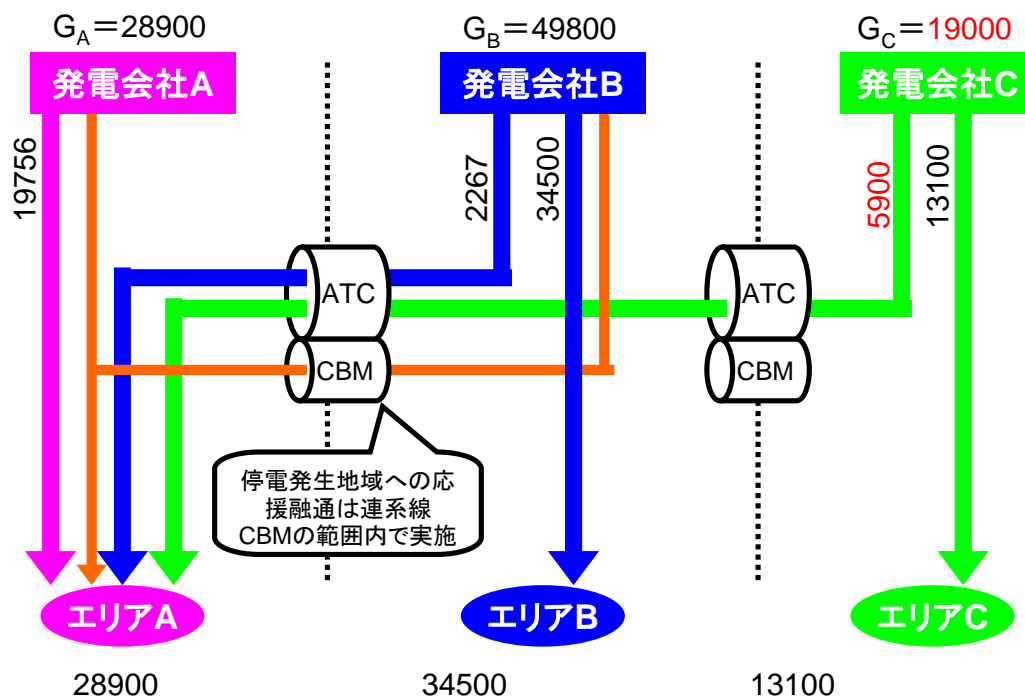 G_A＝28900
G_B＝49800
G_C＝19000
発電会社A
発電会社B
発電会社C
19756
2267
34500
5900
13100
ATC
ATC
CBM
CBM
停電発生地域への応
援融通は連系線
CBMの範囲内で実施
エリアA
エリアB
エリアC
28900
34500
13100